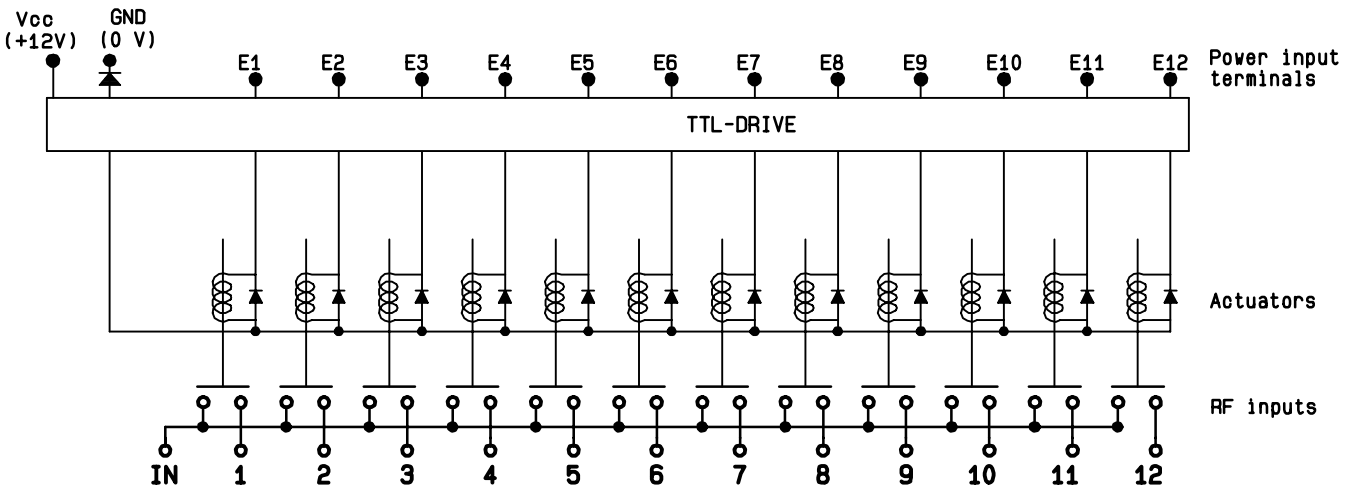 Vcc GND
(+12V) (0 V)
E1 E2 E3 E4 E5 E6 E7 E8 E9 E10 E11 E12 Power input
terminals
TTL-DRIVE
Actuators
RF inputs
IN 1 2 3 4 5 6 7 8 9 10 11 12